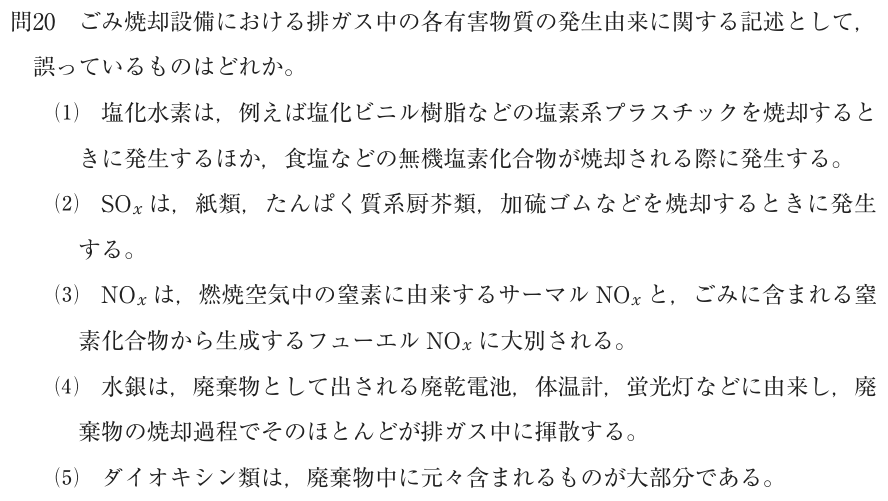 問20　ごみ焼却設備における排ガス中の各有害物質の発生由来に関する記述として，
誤っているものはどれか。
(1)　塩化水素は，例えば塩化ビニル樹脂などの塩素系プラスチックを焼却すると
きに発生するほか，食塩などの無機塩素化合物が焼却される際に発生する。
(2)　SOxは，紙類，たんぱく質系厨芥類，加硫ゴムなどを焼却するときに発生
する。
(3)　NOxは，燃焼空気中の窒素に由来するサーマルNOxと，ごみに含まれる窒
素化合物から生成するフューエルNOxに大別される。
(4)　水銀は，廃棄物として出される廃乾電池，体温計，蛍光灯などに由来し，廃
棄物の焼却過程でそのほとんどが排ガス中に揮散する。
(5)　ダイオキシン類は，廃棄物中に元々含まれるものが大部分である。